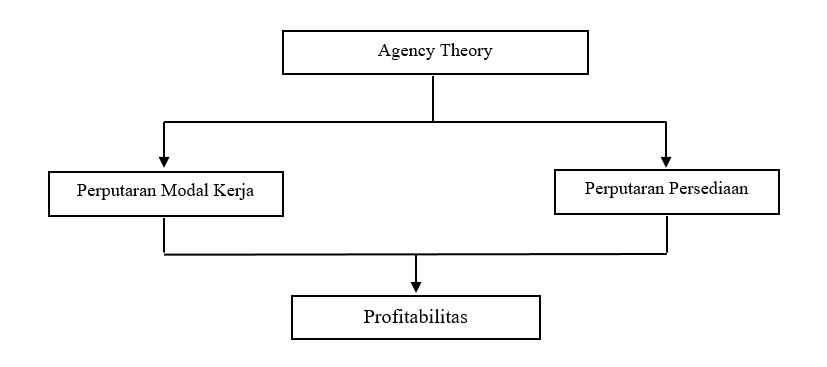 Agency Theory
Perputaran Modal Kerja
Perputaran Persediaan
Profitabilitas